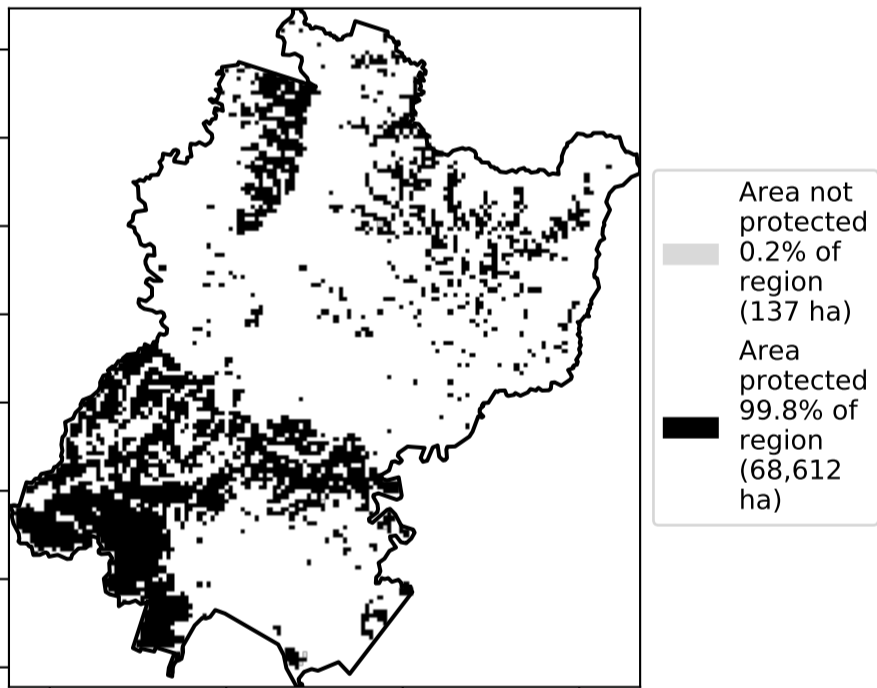 Area not
protected
0.2% of
region
(137 ha)
Area
protected
99.8% of
region
(68,612
ha)